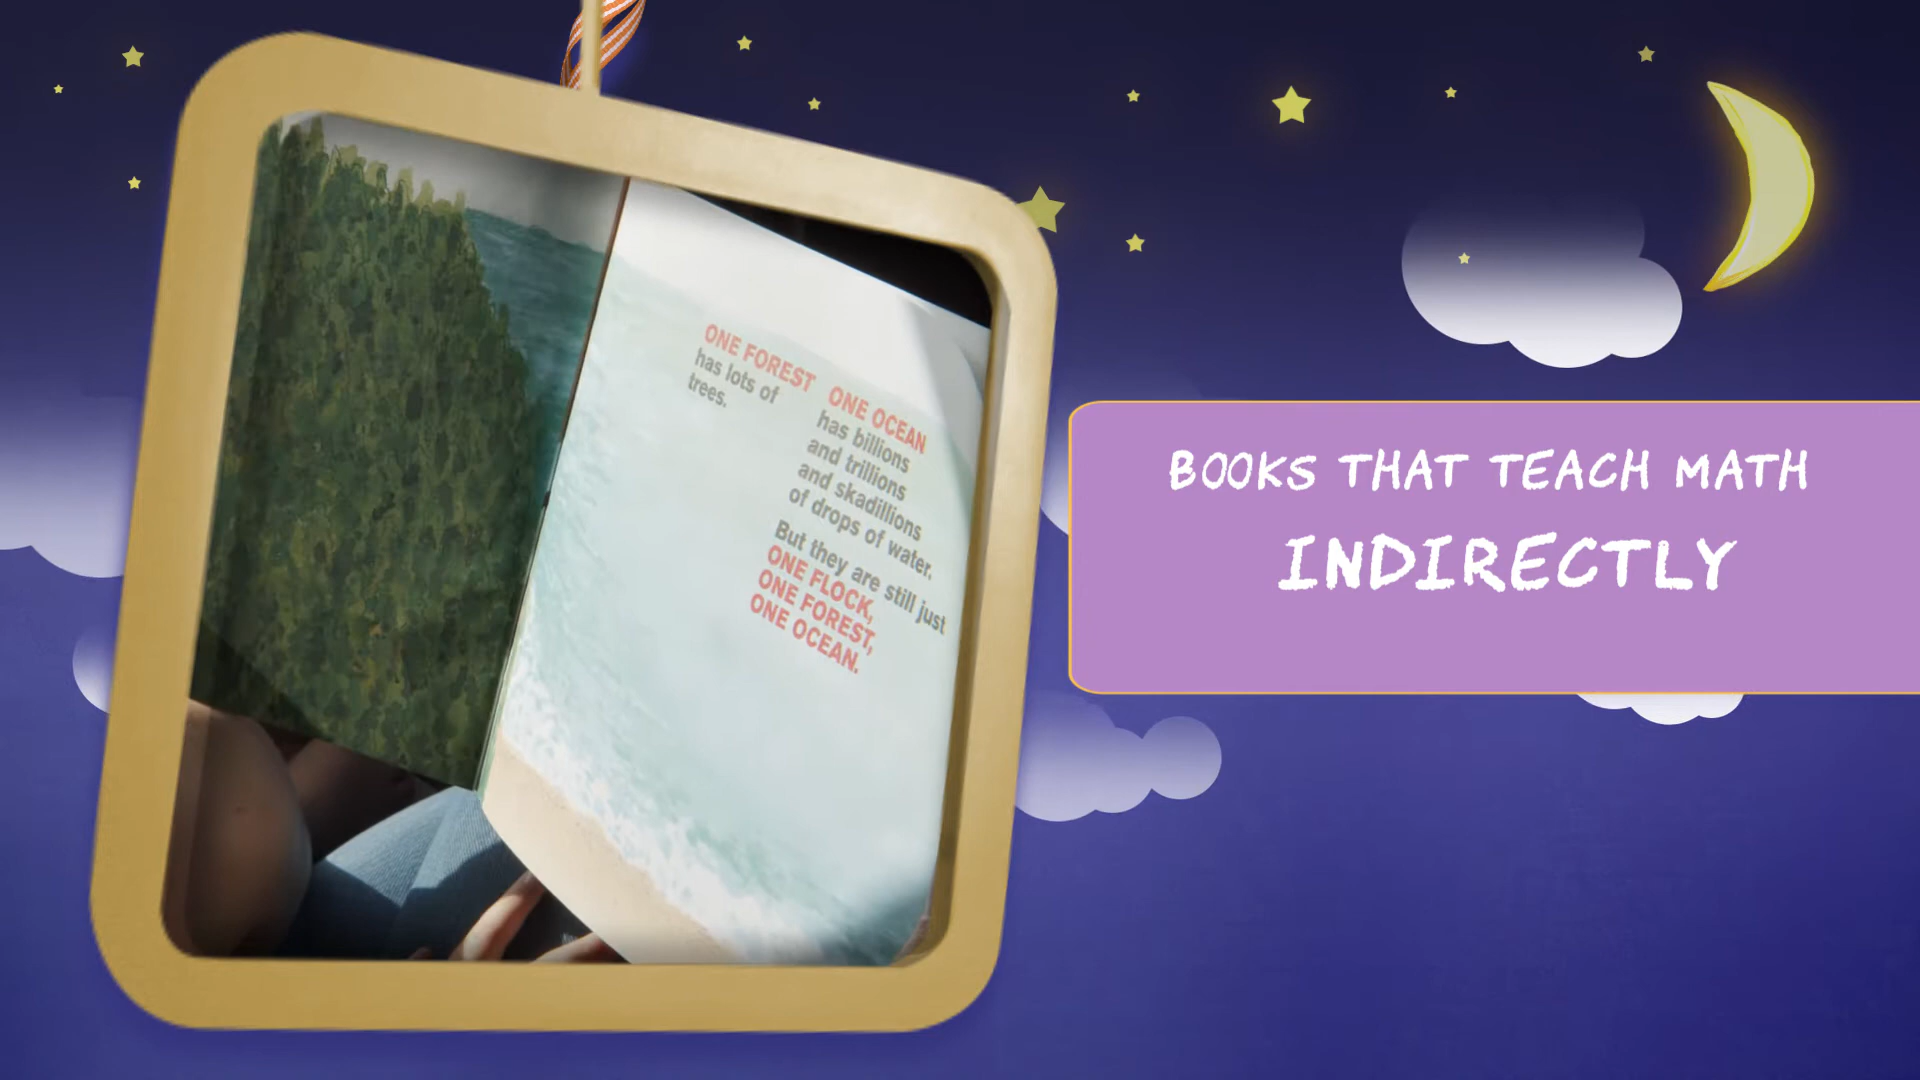 ONE FOREST
has lots of
trees.
ONE OCEAN
has billions
and trillions
and skadillions
of drops of water.
But they are still just
ONE FLOCK,
ONE FOREST,
ONE OCEAN.
BOOKS THAT TEACH MATH
INDIRECTLY